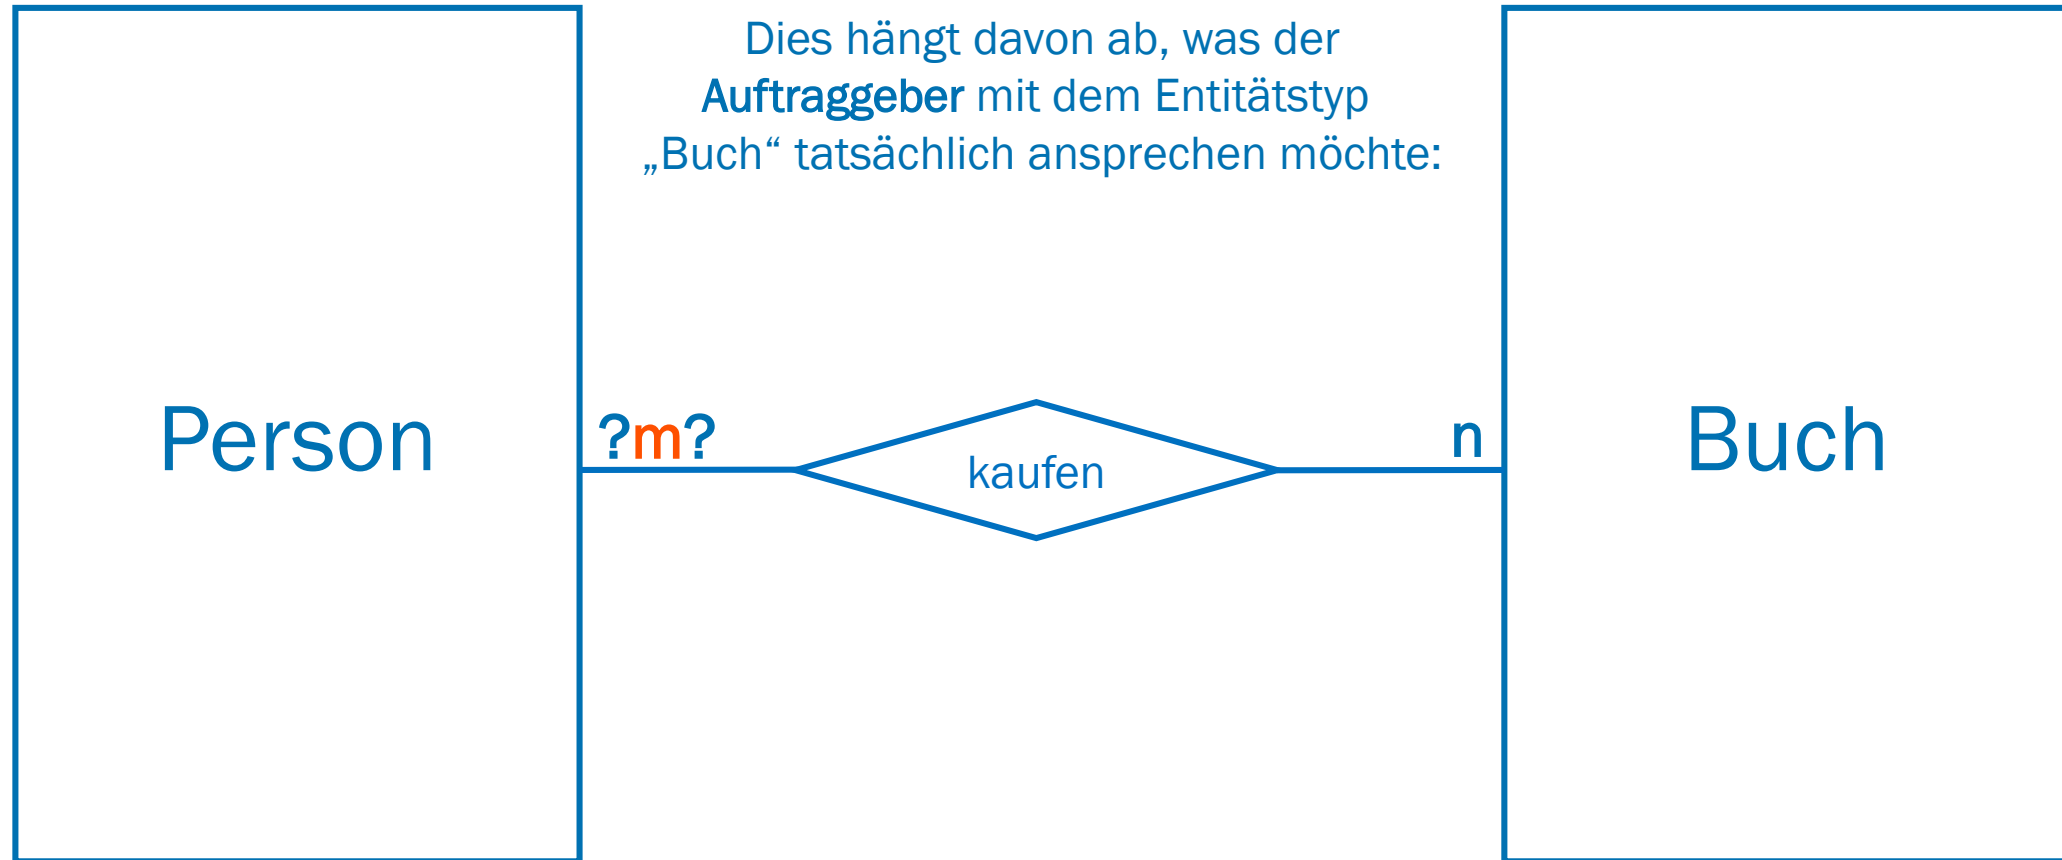 Dies hängt davon ab, was der
Auftraggeber mit dem Entitätstyp
„Buch“ tatsächlich ansprechen möchte:
Person
?m?
kaufen
n
Buch